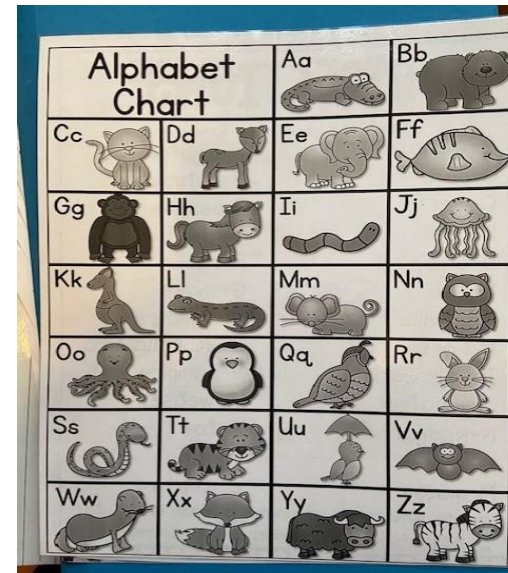 Alphabet
Chart
Aa
Bb
Cc
Dd
Ee
Ff
Gg
Hh
Ii
Jj
Kk
Ll
Mm
Nn
Oo
Pp
Qq
Rr
Ss
Tt
Uu
Vv
Ww
Xx
Yy
Zz